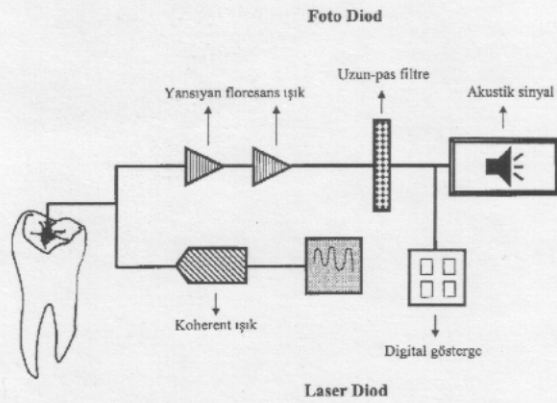 Foto Diod
Uzun-pas filtre
Yansıyan floresans ışık
Akustik sinyal
Koherent ışık
Digital gösterge
Laser Diod